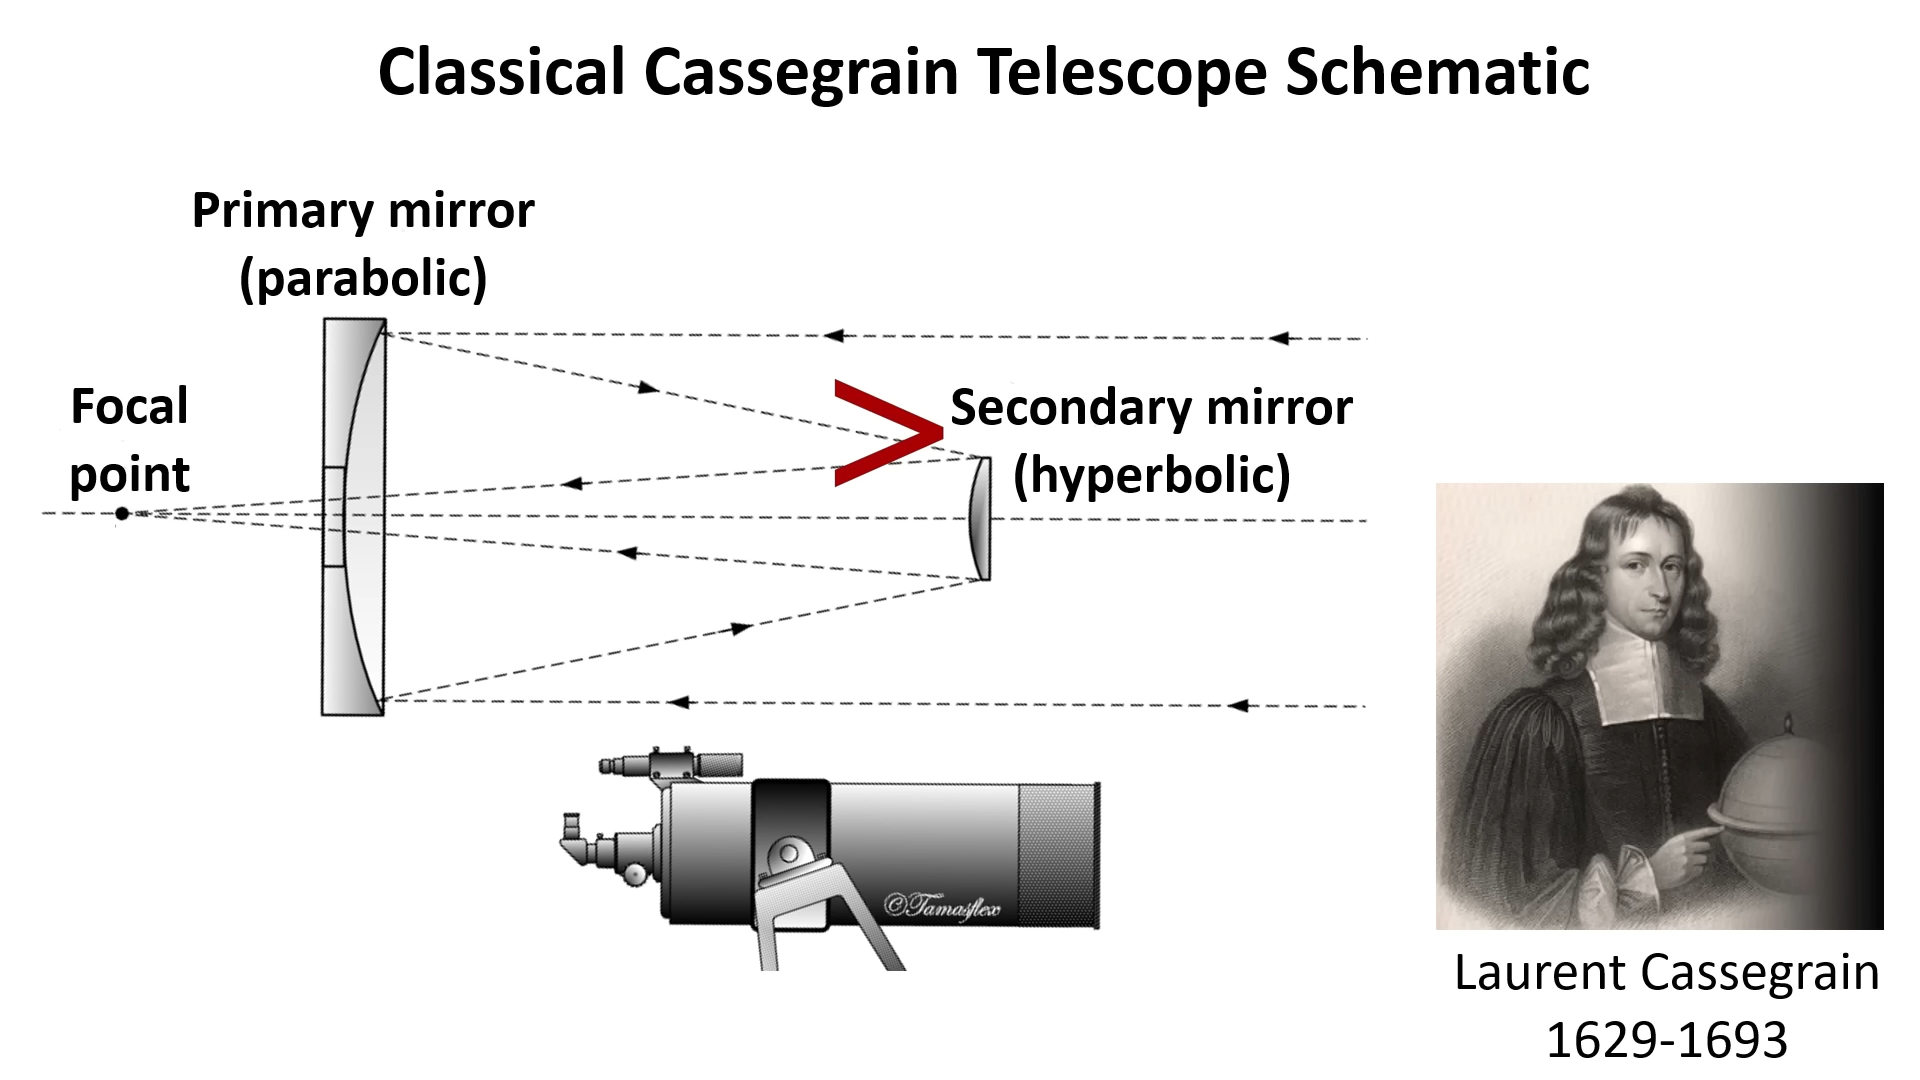 Classical Cassegrain Telescope Schematic
Primary mirror
(parabolic)
Focal
point
Secondary mirror
(hyperbolic)
©Tamasflex
Laurent Cassegrain
1629-1693